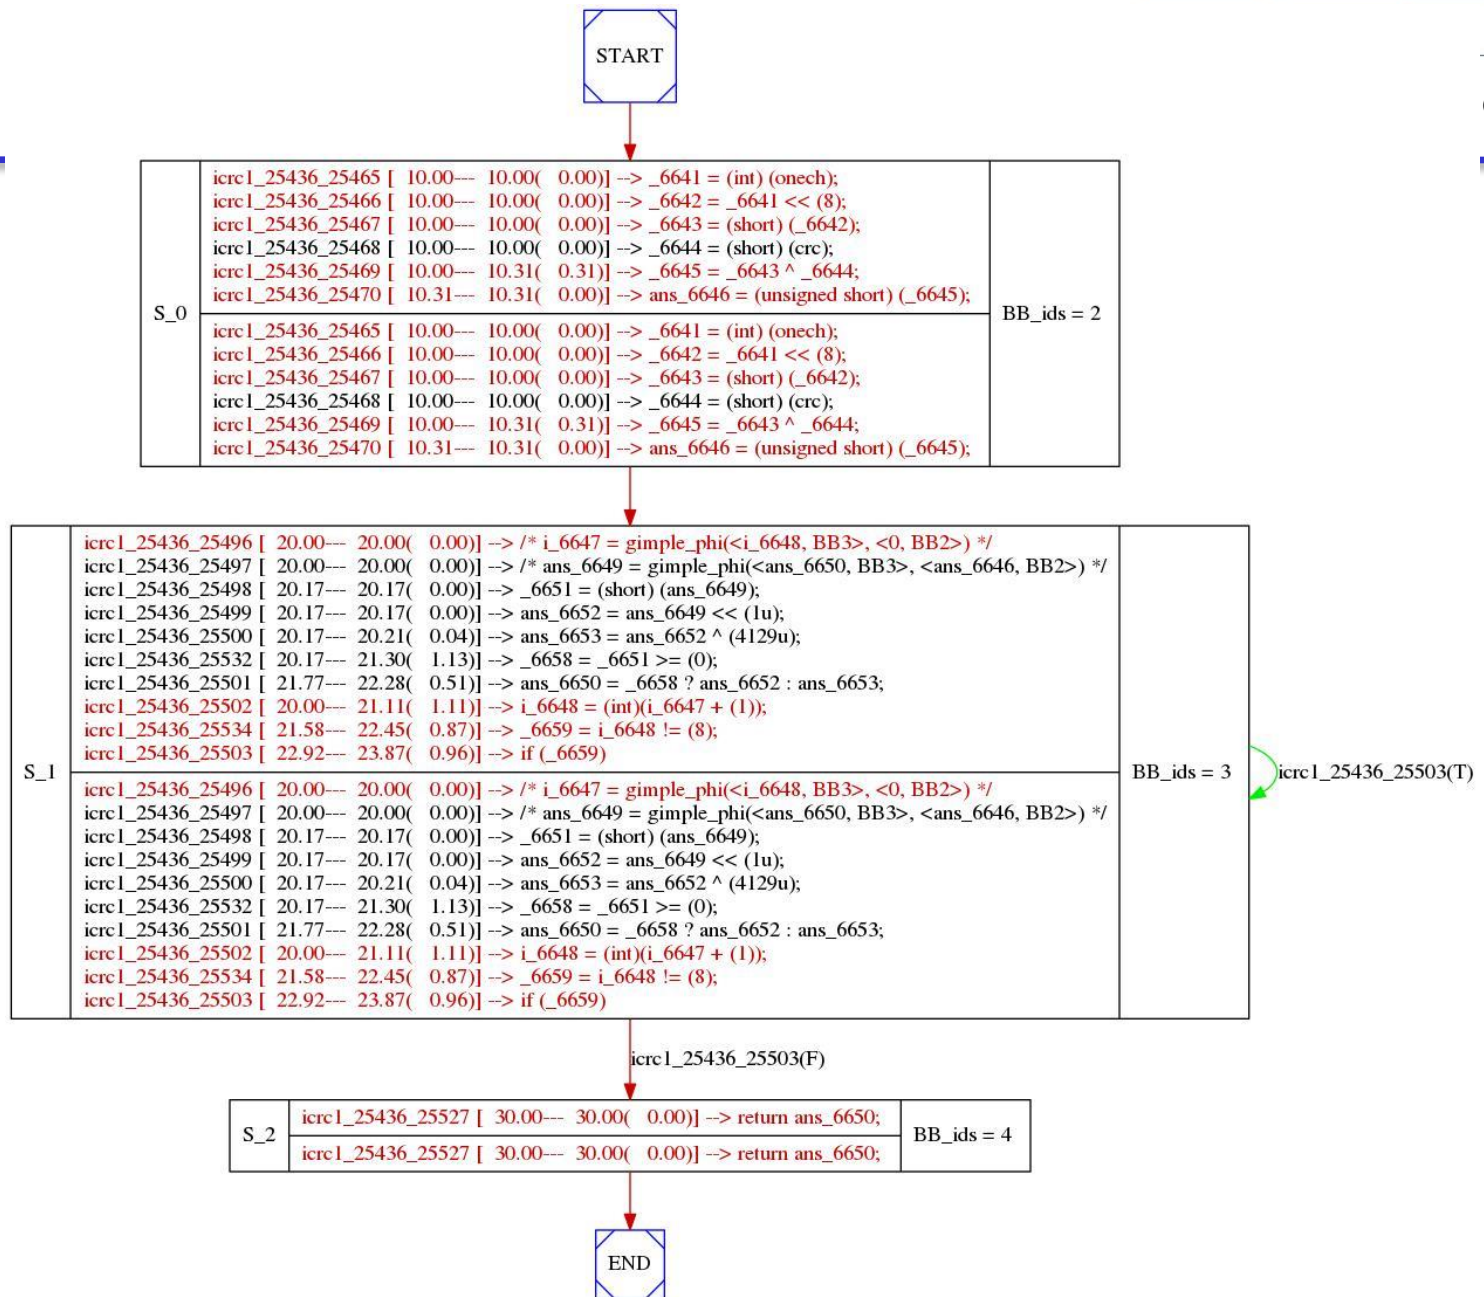 START
S_0
icrc1_25436_25465 [  10.00---  10.00(   0.00)] --> _6641 = (int) (onech);
icrc1_25436_25466 [  10.00---  10.00(   0.00)] --> _6642 = _6641 << (8);
icrc1_25436_25467 [  10.00---  10.00(   0.00)] --> _6643 = (short) (_6642);
icrc1_25436_25468 [  10.00---  10.00(   0.00)] --> _6644 = (short) (crc);
icrc1_25436_25469 [  10.00---  10.31(   0.31)] --> _6645 = _6643 ^ _6644;
icrc1_25436_25470 [  10.31---  10.31(   0.00)] --> ans_6646 = (unsigned short) (_6645);
icrc1_25436_25465 [  10.00---  10.00(   0.00)] --> _6641 = (int) (onech);
icrc1_25436_25466 [  10.00---  10.00(   0.00)] --> _6642 = _6641 << (8);
icrc1_25436_25467 [  10.00---  10.00(   0.00)] --> _6643 = (short) (_6642);
icrc1_25436_25468 [  10.00---  10.00(   0.00)] --> _6644 = (short) (crc);
icrc1_25436_25469 [  10.00---  10.31(   0.31)] --> _6645 = _6643 ^ _6644;
icrc1_25436_25470 [  10.31---  10.31(   0.00)] --> ans_6646 = (unsigned short) (_6645);
BB_ids = 2
S_1
icrc1_25436_25496 [  20.00---  20.00(   0.00)] --> /* i_6647 = gimple_phi(<i_6648, BB3>, <0, BB2>) */
icrc1_25436_25497 [  20.00---  20.00(   0.00)] --> /* ans_6649 = gimple_phi(<ans_6650, BB3>, <ans_6646, BB2>) */
icrc1_25436_25498 [  20.17---  20.17(   0.00)] --> _6651 = (short) (ans_6649);
icrc1_25436_25499 [  20.17---  20.17(   0.00)] --> ans_6652 = ans_6649 << (1u);
icrc1_25436_25500 [  20.17---  20.21(   0.04)] --> ans_6653 = ans_6652 ^ (4129u);
icrc1_25436_25532 [  20.17---  21.30(   1.13)] --> _6658 = _6651 >= (0);
icrc1_25436_25501 [  21.77---  22.28(   0.51)] --> ans_6650 = _6658 ? ans_6652 : ans_6653;
icrc1_25436_25502 [  20.00---  21.11(   1.11)] --> i_6648 = (int)(i_6647 + (1));
icrc1_25436_25534 [  21.58---  22.45(   0.87)] --> _6659 = i_6648 != (8);
icrc1_25436_25503 [  22.92---  23.87(   0.96)] --> if (_6659)
icrc1_25436_25496 [  20.00---  20.00(   0.00)] --> /* i_6647 = gimple_phi(<i_6648, BB3>, <0, BB2>) */
icrc1_25436_25497 [  20.00---  20.00(   0.00)] --> /* ans_6649 = gimple_phi(<ans_6650, BB3>, <ans_6646, BB2>) */
icrc1_25436_25498 [  20.17---  20.17(   0.00)] --> _6651 = (short) (ans_6649);
icrc1_25436_25499 [  20.17---  20.17(   0.00)] --> ans_6652 = ans_6649 << (1u);
icrc1_25436_25500 [  20.17---  20.21(   0.04)] --> ans_6653 = ans_6652 ^ (4129u);
icrc1_25436_25532 [  20.17---  21.30(   1.13)] --> _6658 = _6651 >= (0);
icrc1_25436_25501 [  21.77---  22.28(   0.51)] --> ans_6650 = _6658 ? ans_6652 : ans_6653;
icrc1_25436_25502 [  20.00---  21.11(   1.11)] --> i_6648 = (int)(i_6647 + (1));
icrc1_25436_25534 [  21.58---  22.45(   0.87)] --> _6659 = i_6648 != (8);
icrc1_25436_25503 [  22.92---  23.87(   0.96)] --> if (_6659)
BB_ids = 3
icrc1_25436_25503(T)
icrc1_25436_25503(F)
S_2
icrc1_25436_25527 [  30.00---  30.00(   0.00)] --> return ans_6650;
icrc1_25436_25527 [  30.00---  30.00(   0.00)] --> return ans_6650;
BB_ids = 4
END